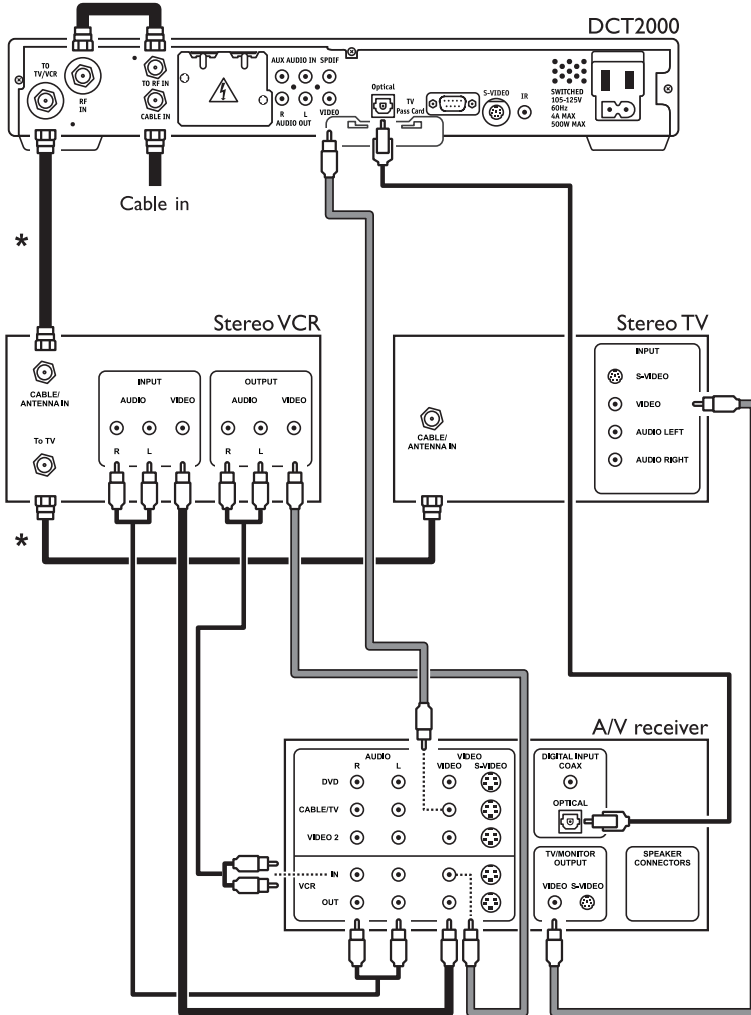 DCT2000
TO
TV/VCR
RF
IN
TO RF IN
CABLE IN
AUX AUDIO IN SPDIF
R L VIDEO
AUDIO OUT
Optical
TV
Pass Card
S-VIDEO
IR
SWITCHED
105-125V
60Hz
4A MAX
500W MAX
Cable in
*
Stereo VCR
CABLE/
ANTENNA IN
To TV
INPUT
AUDIO VIDEO
R L
OUTPUT
AUDIO VIDEO
R L
Stereo TV
CABLE/
ANTENNA IN
INPUT
S-VIDEO
VIDEO
AUDIO LEFT
AUDIO RIGHT
*
A/V receiver
AUDIO
R L
VIDEO
VIDEO S-VIDEO
DVD
CABLE/TV
VIDEO 2
IN
VCR
OUT
DIGITAL INPUT
COAX
OPTICAL
TV/MONITOR
OUTPUT
VIDEO S-VIDEO
SPEAKER
CONNECTORS